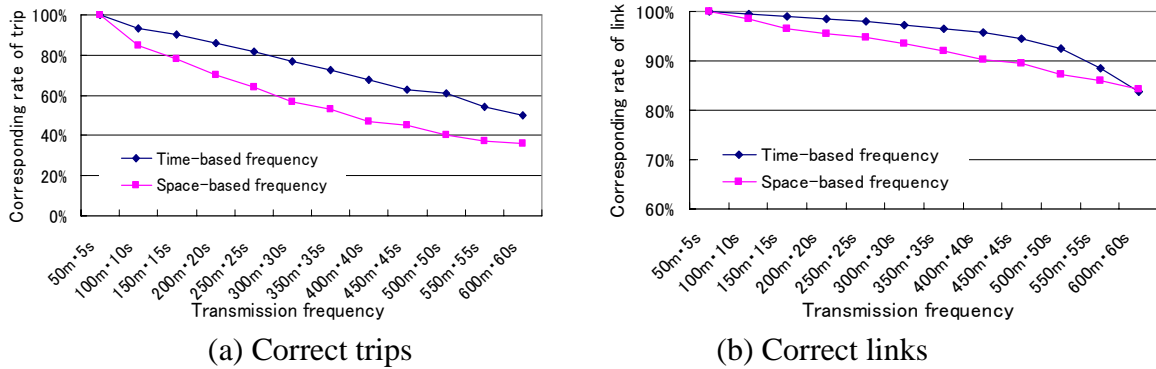 Corresponding rate of trip
100%
80%
60%
40%
20%
0%
Time-based frequency
Space-based frequency
50m・5s
100m・10s
150m・15s
200m・20s
250m・25s
300m・30s
350m・35s
400m・40s
450m・45s
500m・50s
550m・55s
600m・60s
Transmission frequency
(a) Correct trips
Corresponding rate of link
100%
90%
80%
70%
60%
Time-based frequency
Space-based frequency
50m・5s
100m・10s
150m・15s
200m・20s
250m・25s
300m・30s
350m・35s
400m・40s
450m・45s
500m・50s
550m・55s
600m・60s
Transmission frequency
(b) Correct links